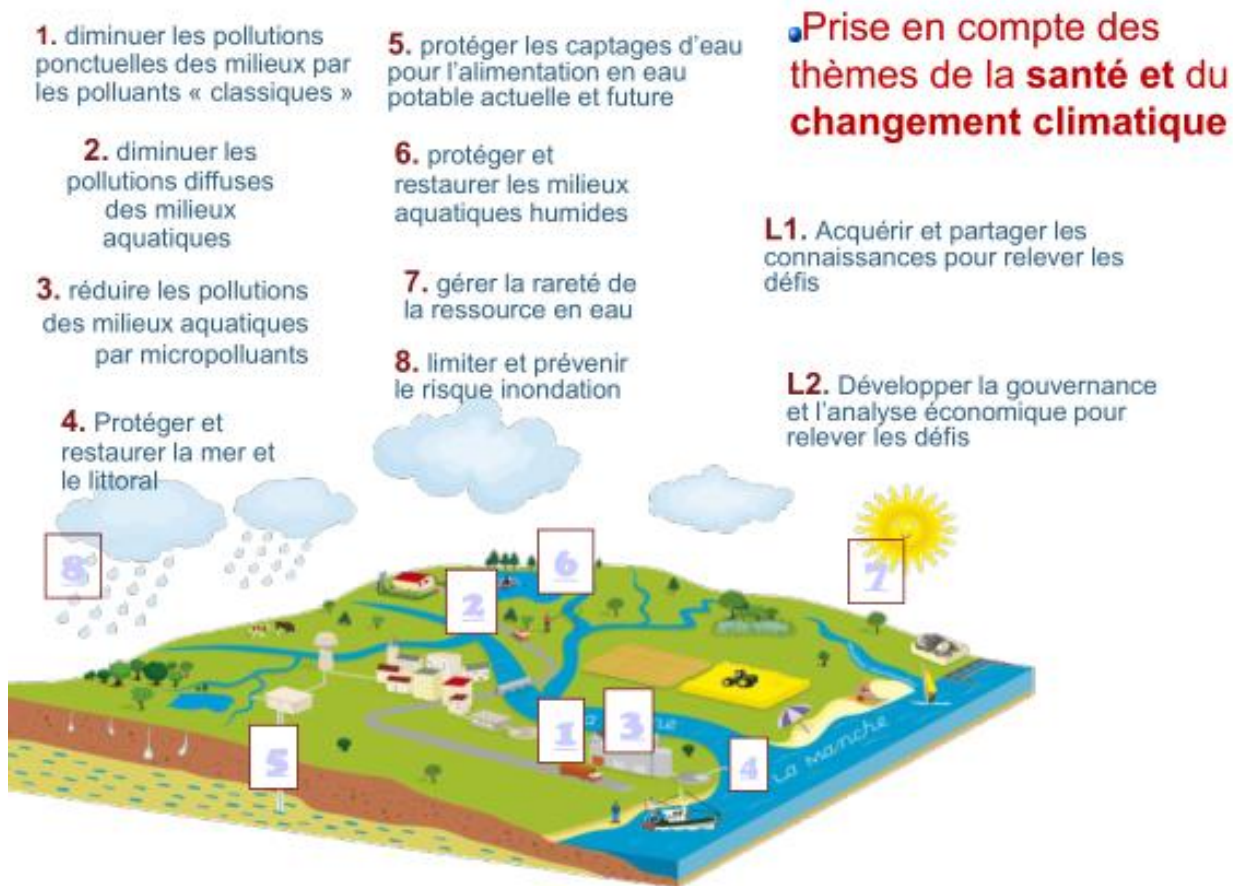 1. diminuer les pollutions
ponctuelles des milieux par
les polluants « classiques »
2. diminuer les
pollutions diffuses
des milieux
aquatiques
3. réduire les pollutions
des milieux aquatiques
par micropolluants
4. Protéger et
restaurer la mer et
le littoral
5. protéger les captages d'eau
pour l'alimentation en eau
potable actuelle et future
6. protéger et
restaurer les milieux
aquatiques humides
7. gérer la rareté de
la ressource en eau
8. limiter et prévenir
le risque inondation
Prise en compte des
thèmes de la santé et du
changement climatique
L1. Acquérir et partager les
connaissances pour relever les
défis
L2. Développer la gouvernance
et l'analyse économique pour
relever les défis
8
6
7
2
1
3
5
4
La Manche